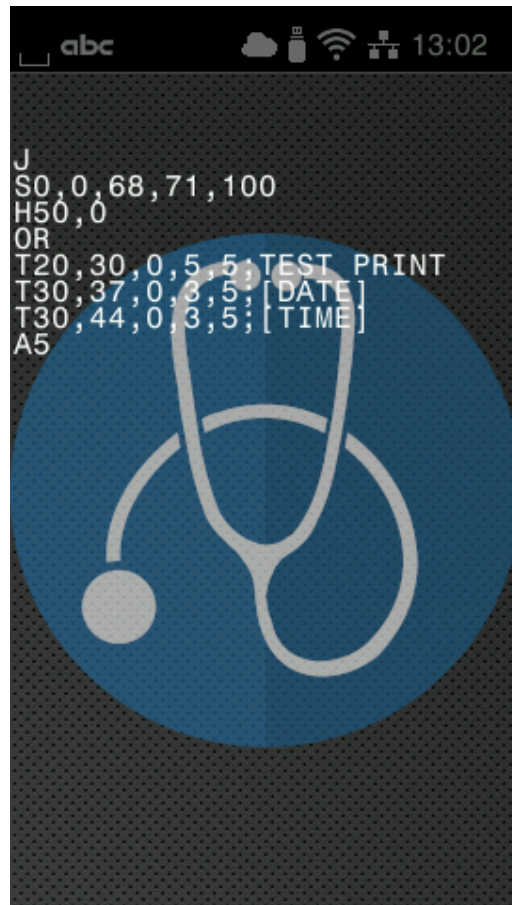 abc 13:02
J
S0,0,68,71,100
H50,0
OR
T20,30,0,5,5;TEST PRINT
T30,37,0,3,5;[DATE]
T30,44,0,3,5;[TIME]
A5